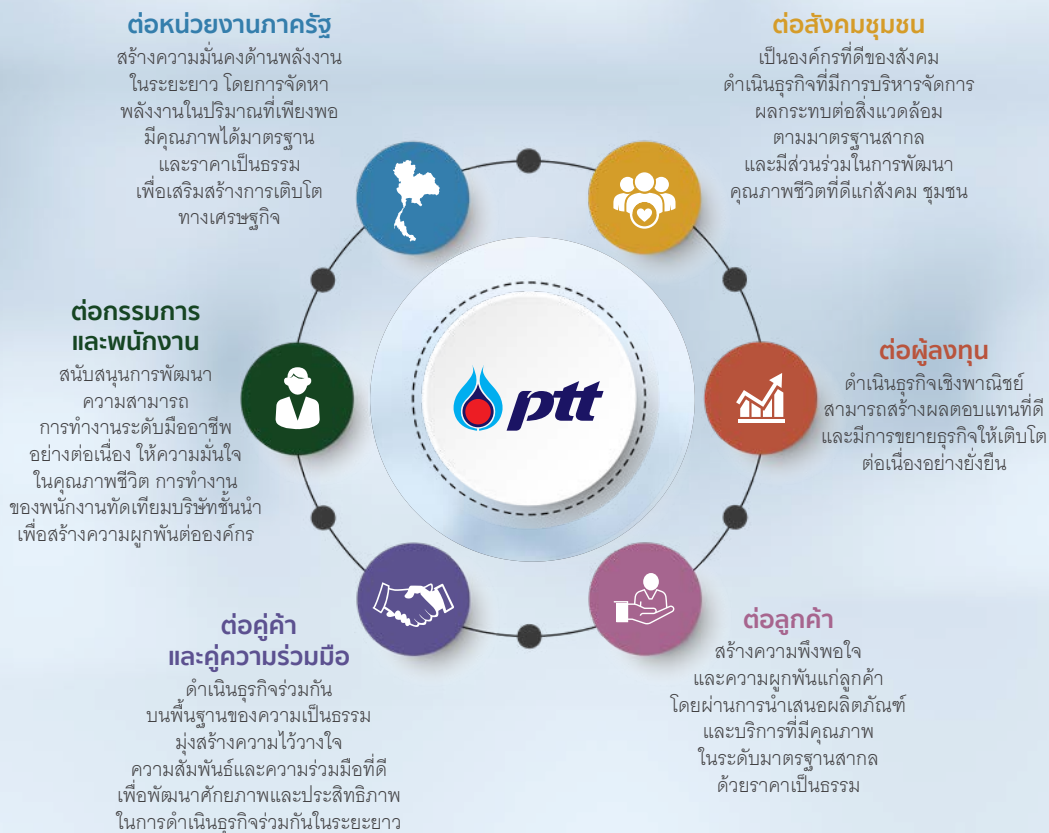 ต่อหน่วยงานภาครัฐ
สร้างความมั่นคงด้านพลังงาน
ในระยะยาว โดยการจัดหา
พลังงานในปริมาณที่เพียงพอ
มีคุณภาพได้มาตรฐาน
และราคาเป็นธรรม
เพื่อเสริมสร้างการเติบโต
ทางเศรษฐกิจ
ต่อสังคมชุมชน
เป็นองค์กรที่ดีของสังคม
ดำเนินธุรกิจที่มีการบริหารจัดการ
ผลกระทบต่อสิ่งแวดล้อม
ตามมาตรฐานสากล
และมีส่วนร่วมในการพัฒนา
คุณภาพชีวิตที่ดีแก่สังคม ชุมชน
ต่อกรรมการ
และพนักงาน
สนับสนุนการพัฒนา
ความสามารถ
การทำงานระดับมืออาชีพ
อย่างต่อเนื่อง ให้ความมั่นใจ
ในคุณภาพชีวิต การทำงาน
ของพนักงานทัดเทียมบริษัทชั้นนำ
เพื่อสร้างความผูกพันต่อองค์กร
ptt
ต่อผู้ลงทุน
ดำเนินธุรกิจเชิงพาณิชย์
สามารถสร้างผลตอบแทนที่ดี
และมีการขยายธุรกิจให้เติบโต
ต่อเนื่องอย่างยั่งยืน
ต่อคู่ค้า
และคู่ความร่วมมือ
ดำเนินธุรกิจร่วมกัน
บนพื้นฐานของความเป็นธรรม
มุ่งสร้างความไว้วางใจ
ความสัมพันธ์และความร่วมมือที่ดี
เพื่อพัฒนาศักยภาพและประสิทธิภาพ
ในการดำเนินธุรกิจร่วมกันในระยะยาว
ต่อลูกค้า
สร้างความพึงพอใจ
และความผูกพันแก่ลูกค้า
โดยผ่านการนำเสนอผลิตภัณฑ์
และบริการที่มีคุณภาพ
ในระดับมาตรฐานสากล
ด้วยราคาเป็นธรรม